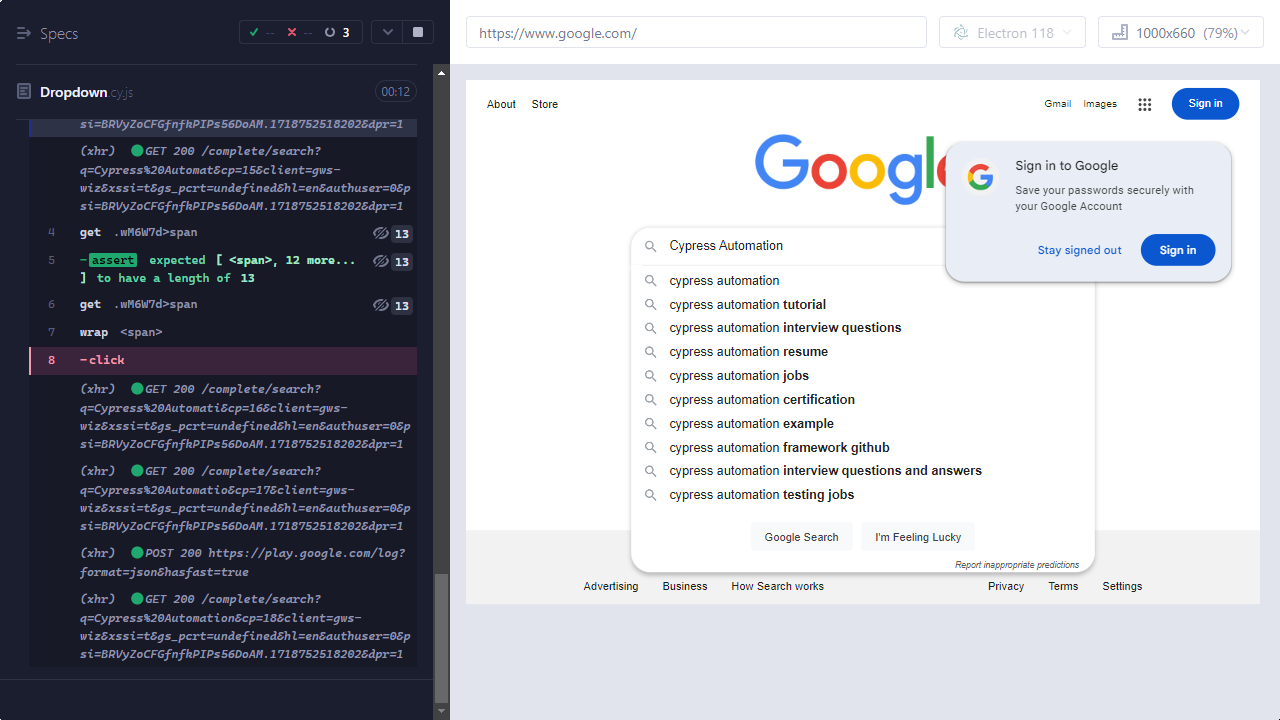 Specs
--
--
3
Dropdown.cy.js
00:12
si=BRVyZoCFGfnfkPIPs56DoAM.1718752518202&dpr=1
(xhr) GET 200 /complete/search?
q=Cypress%20Automat&cp=15&client=gws-
wiz&xssi=t&gs_pcrt=undefined&hl=en&authuser=0&p
si=BRVyZoCFGfnfkPIPs56DoAM.1718752518202&dpr=1
4 get .wM6W7d>span 13
5 -assert expected [ <span>, 12 more... 13
] to have a length of 13
6 get .wM6W7d>span 13
7 wrap <span>
8 -click
(xhr) GET 200 /complete/search?
q=Cypress%20Automati&cp=16&client=gws-
wiz&xssi=t&gs_pcrt=undefined&hl=en&authuser=0&p
si=BRVyZoCFGfnfkPIPs56DoAM.1718752518202&dpr=1
(xhr) GET 200 /complete/search?
q=Cypress%20Automatio&cp=17&client=gws-
wiz&xssi=t&gs_pcrt=undefined&hl=en&authuser=0&p
si=BRVyZoCFGfnfkPIPs56DoAM.1718752518202&dpr=1
(xhr) POST 200 https://play.google.com/log?
format=json&hasfast=true
(xhr) GET 200 /complete/search?
q=Cypress%20Automation&cp=18&client=gws-
wiz&xssi=t&gs_pcrt=undefined&hl=en&authuser=0&p
si=BRVyZoCFGfnfkPIPs56DoAM.1718752518202&dpr=1
https://www.google.com/
Electron 118
1000x660 (79%)
About Store
Gmail Images
Sign in
Google
G
Sign in to Google
Save your passwords securely with
your Google Account
Stay signed out
Sign in
Cypress Automation
cypress automation
cypress automation tutorial
cypress automation interview questions
cypress automation resume
cypress automation jobs
cypress automation certification
cypress automation example
cypress automation framework github
cypress automation interview questions and answers
cypress automation testing jobs
Google Search
I'm Feeling Lucky
Report inappropriate predictions
Advertising Business How Search works
Privacy Terms Settings